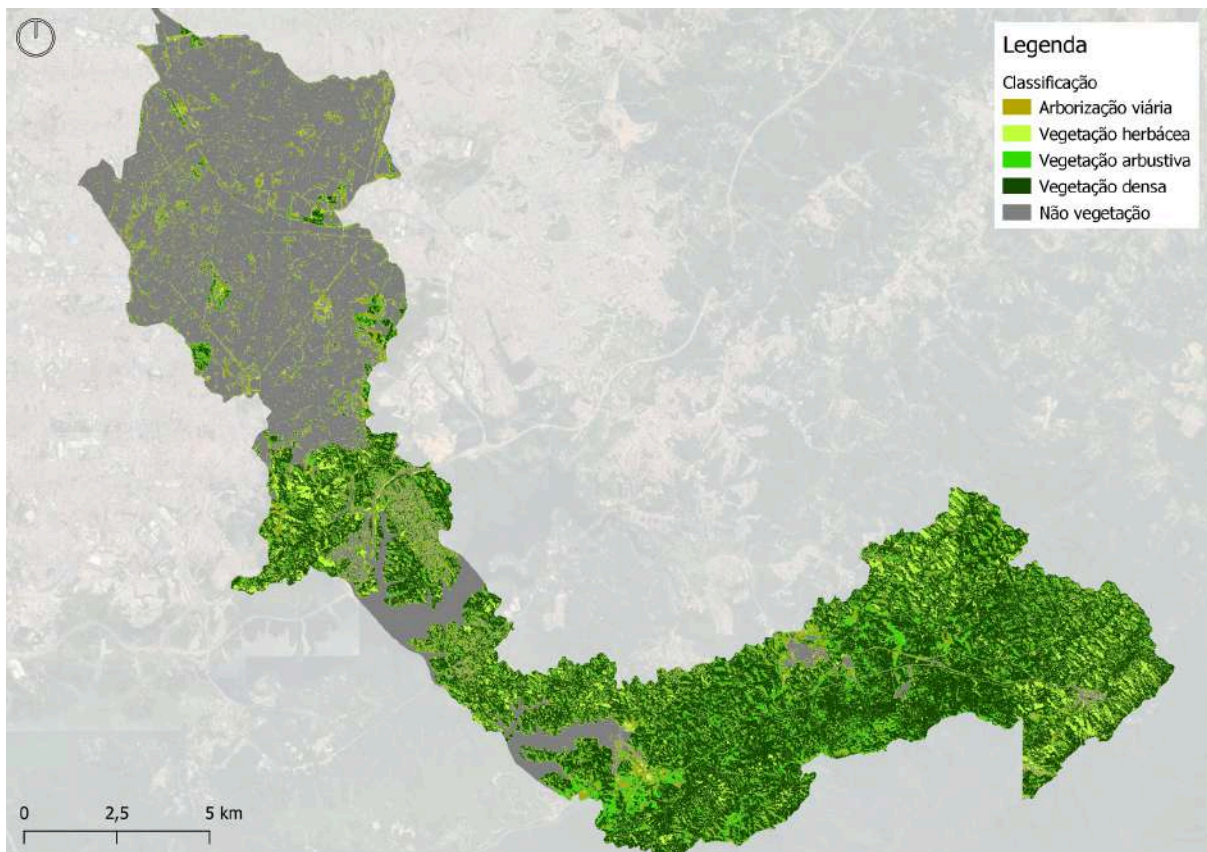 Legenda
Classificação
Arborização viária
Vegetação herbácea
Vegetação arbustiva
Vegetação densa
Não vegetação
0 2,5 5 km